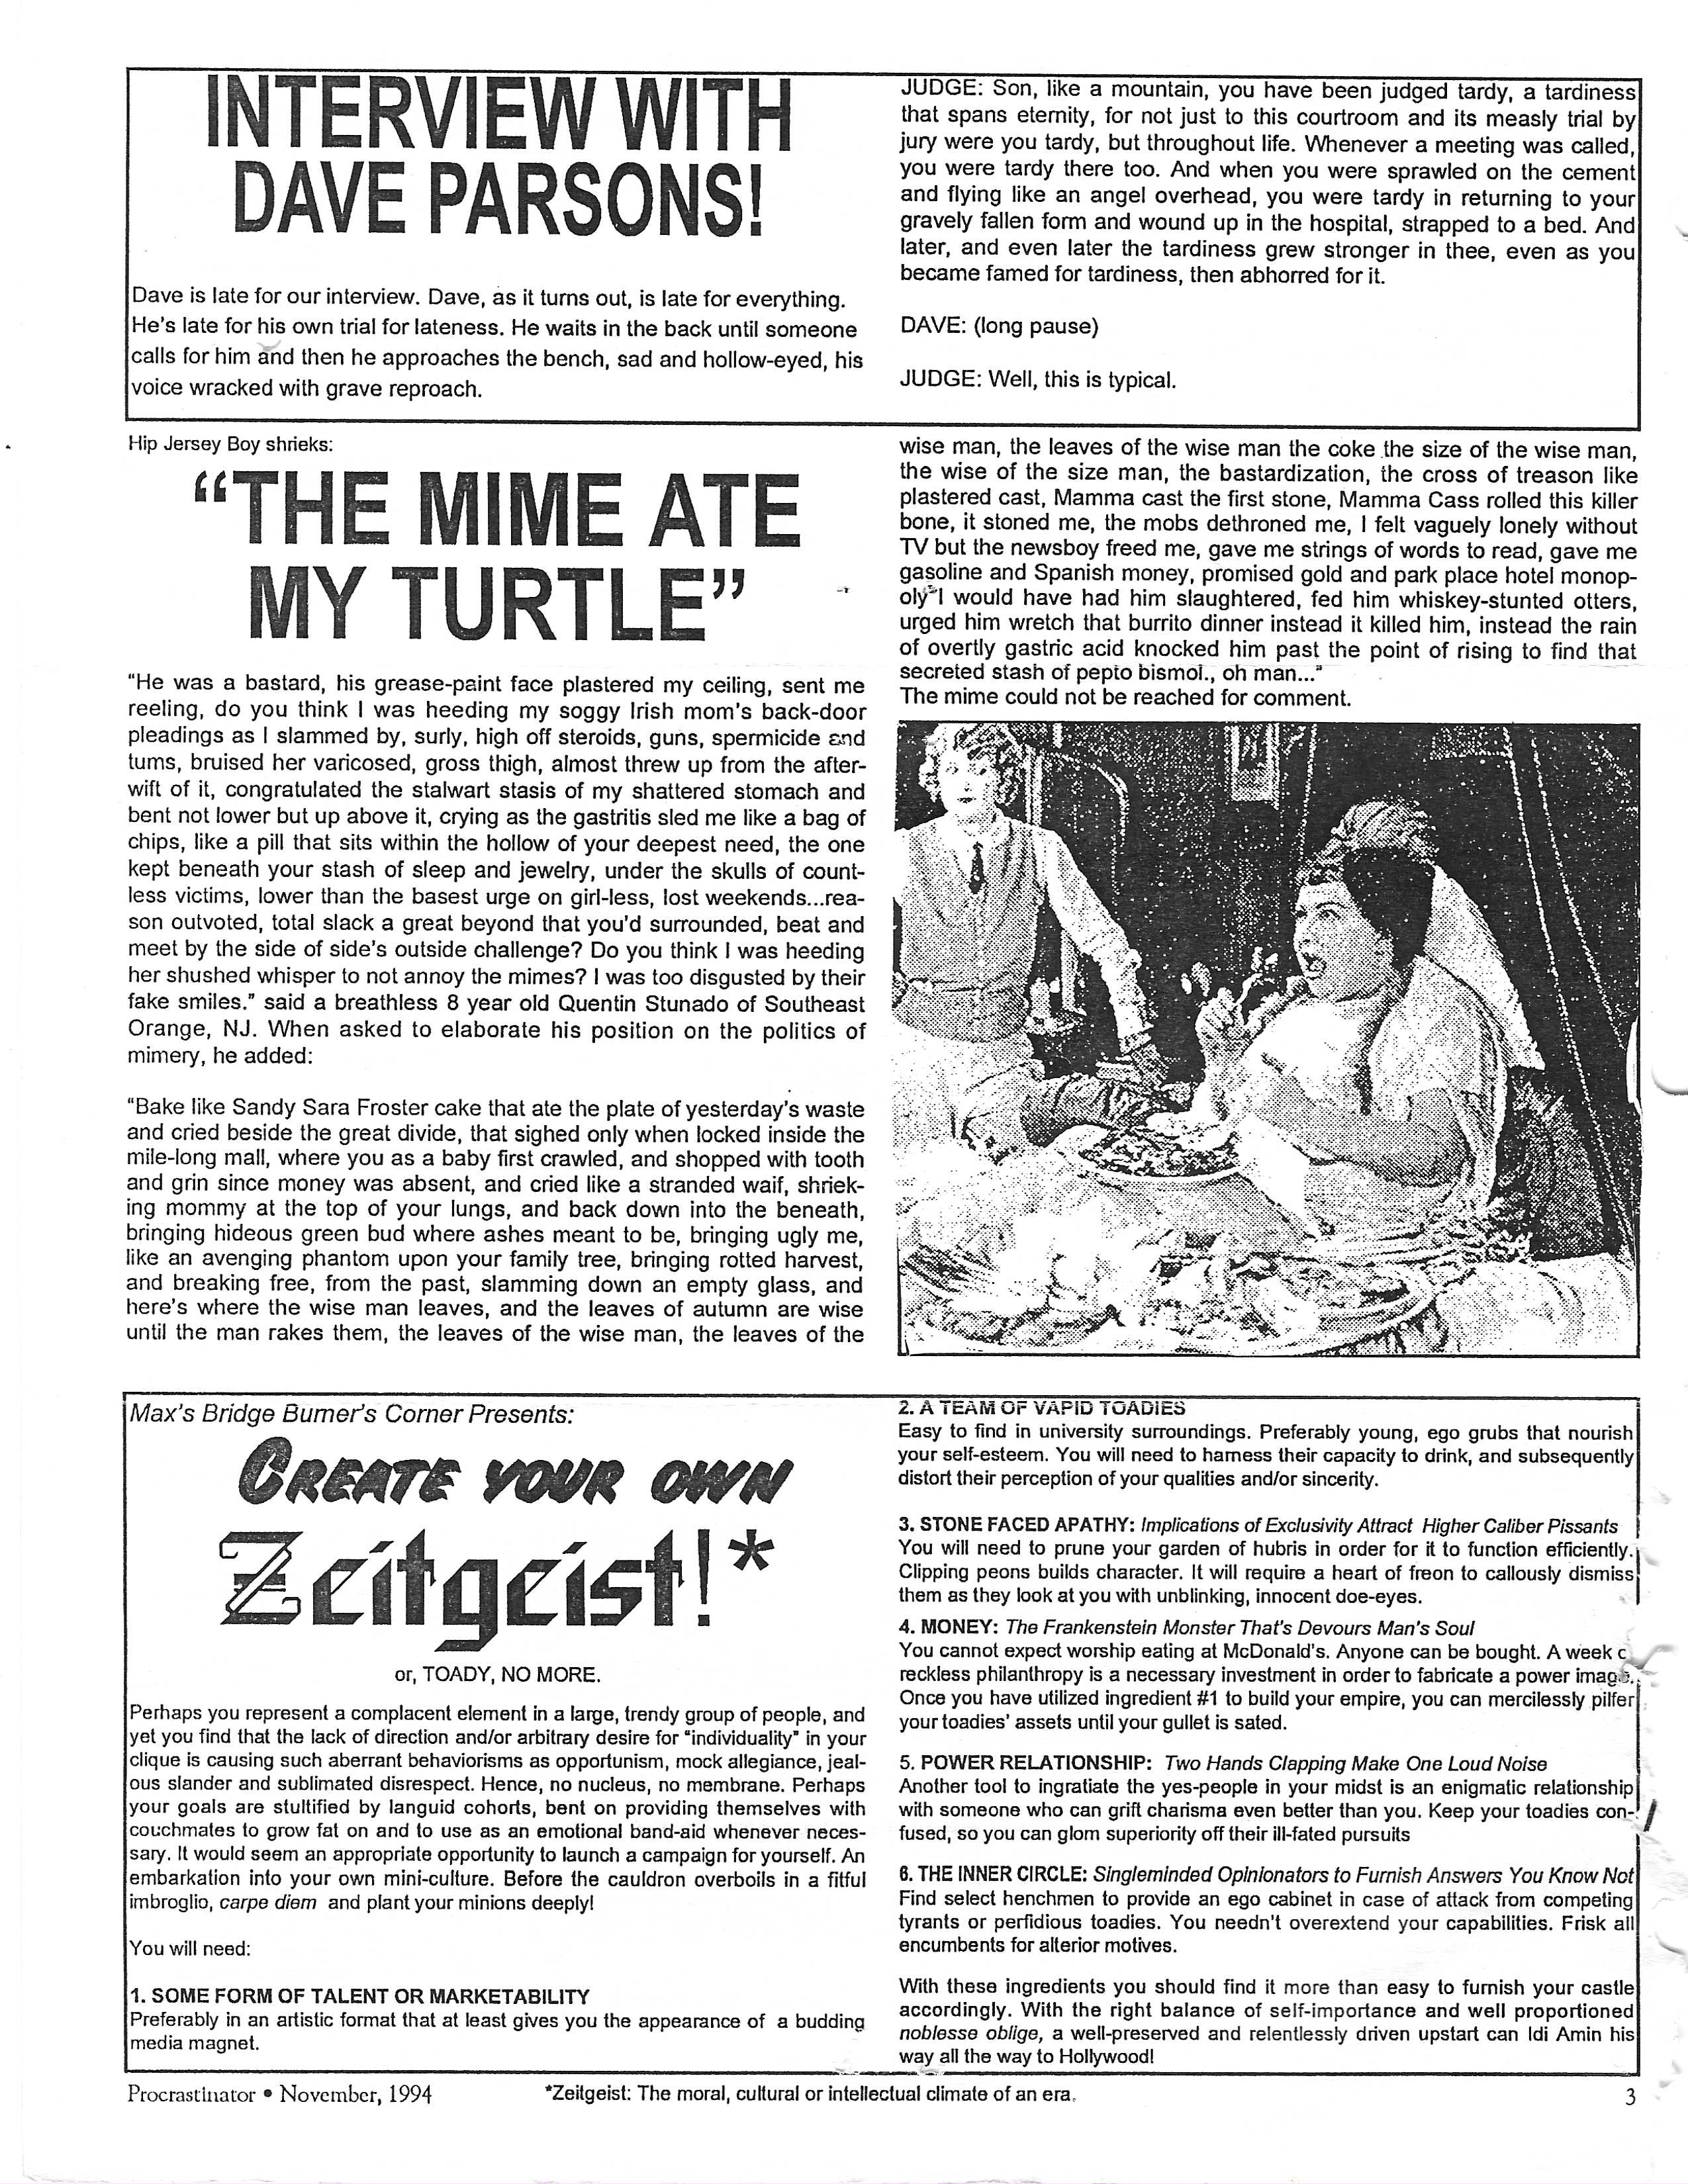 INTERVIEW WITH
DAVE PARSONS!
Dave is late for our interview. Dave, as it turns out, is late for everything.
He's late for his own trial for lateness. He waits in the back until someone
calls for him and then he approaches the bench, sad and hollow-eyed, his
voice wracked with grave reproach.
JUDGE: Son, like a mountain, you have been judged tardy, a tardiness
that spans eternity, for not just to this courtroom and its measly trial by
jury were you tardy, but throughout life. Whenever a meeting was called,
you were tardy there too. And when you were sprawled on the cement
and flying like an angel overhead, you were tardy in returning to your
gravely fallen form and wound up in the hospital, strapped to a bed. And
later, and even later the tardiness grew stronger in thee, even as you
became famed for tardiness, then abhorred for it.
DAVE: (long pause)
JUDGE: Well, this is typical.
Hip Jersey Boy shrieks:
“THE MIME ATE
MY TURTLE”
“He was a bastard, his grease-paint face plastered my ceiling, sent me
reeling, do you think I was heeding my soggy Irish mom's back-door
pleadings as I slammed by, surly, high off steroids, guns, spermicide and
tums, bruised her varicosed, gross thigh, almost threw up from the after-
wift of it, congratulated the stalwart stasis of my shattered stomach and
bent not lower but up above it, crying as the gastritis sled me like a bag of
chips, like a pill that sits within the hollow of your deepest need, the one
kept beneath your stash of sleep and jewelry, under the skulls of count-
less victims, lower than the basest urge on girl-less, lost weekends...rea-
son outvoted, total slack a great beyond that you'd surrounded, beat and
meet by the side of side's outside challenge? Do you think I was heeding
her shushed whisper to not annoy the mimes? I was too disgusted by their
fake smiles.” said a breathless 8 year old Quentin Stunado of Southeast
Orange, NJ. When asked to elaborate his position on the politics of
mimery, he added:
“Bake like Sandy Sara Froster cake that ate the plate of yesterday's waste
and cried beside the great divide, that sighed only when locked inside the
mile-long mall, where you as a baby first crawled, and shopped with tooth
and grin since money was absent, and cried like a stranded waif, shriek-
ing mommy at the top of your lungs, and back down into the beneath,
bringing hideous green bud where ashes meant to be, bringing ugly me,
like an avenging phantom upon your family tree, bringing rotted harvest,
and breaking free, from the past, slamming down an empty glass, and
here's where the wise man leaves, and the leaves of autumn are wise
until the man rakes them, the leaves of the wise man, the leaves of the
wise man, the leaves of the wise man the coke the size of the wise man,
the wise of the size man, the bastardization, the cross of treason like
plastered cast, Mamma cast the first stone, Mamma Cass rolled this killer
bone, it stoned me, the mobs dethroned me, I felt vaguely lonely without
TV but the newsboy freed me, gave me strings of words to read, gave me
gasoline and Spanish money, promised gold and park place hotel monop-
oly I would have had him slaughtered, fed him whiskey-stunted otters,
urged him wretch that burrito dinner instead it killed him, instead the rain
of overtly gastric acid knocked him past the point of rising to find that
secreted stash of pepto bismol., oh man...”
The mime could not be reached for comment.
Max's Bridge Burner's Corner Presents:
CREATE YOUR OWN
Zeitgeist!*
or, TOADY, NO MORE.
Perhaps you represent a complacent element in a large, trendy group of people, and
yet you find that the lack of direction and/or arbitrary desire for "individuality" in your
clique is causing such aberrant behaviorisms as opportunism, mock allegiance, jeal-
ous slander and sublimated disrespect. Hence, no nucleus, no membrane. Perhaps
your goals are stultified by languid cohorts, bent on providing themselves with
couchmates to grow fat on and to use as an emotional band-aid whenever neces-
sary. It would seem an appropriate opportunity to launch a campaign for yourself. An
embarkation into your own mini-culture. Before the cauldron overboils in a fitful
imbroglio, carpe diem and plant your minions deeply!
You will need:
1. SOME FORM OF TALENT OR MARKETABILITY
Preferably in an artistic format that at least gives you the appearance of a budding
media magnet.
2. A TEAM OF VAPID TOADIES
Easy to find in university surroundings. Preferably young, ego grubs that nourish
your self-esteem. You will need to harness their capacity to drink, and subsequently
distort their perception of your qualities and/or sincerity.
3. STONE FACED APATHY: Implications of Exclusivity Attract Higher Caliber Pissants
You will need to prune your garden of hubris in order for it to function efficiently.
Clipping peons builds character. It will require a heart of freon to callously dismiss
them as they look at you with unblinking, innocent doe-eyes.
4. MONEY: The Frankenstein Monster That's Devours Man's Soul
You cannot expect worship eating at McDonald's. Anyone can be bought. A week
reckless philanthropy is a necessary investment in order to fabricate a power image.
Once you have utilized ingredient #1 to build your empire, you can mercilessly pilfer
your toadies' assets until your gullet is sated.
5. POWER RELATIONSHIP: Two Hands Clapping Make One Loud Noise
Another tool to ingratiate the yes-people in your midst is an enigmatic relationship
with someone who can grift charisma even better than you. Keep your toadies con-
fused, so you can glom superiority off their ill-fated pursuits
6. THE INNER CIRCLE: Singleminded Opinionators to Furnish Answers You Know Not
Find select henchmen to provide an ego cabinet in case of attack from competing
tyrants or perfidious toadies. You needn't overextend your capabilities. Frisk all
encumbents for alterior motives.
With these ingredients you should find it more than easy to furnish your castle
accordingly. With the right balance of self-importance and well proportioned
noblesse oblige, a well-preserved and relentlessly driven upstart can Idi Amin his
way all the way to Hollywood!
Procrastinator • November, 1994
*Zeitgeist: The moral, cultural or intellectual climate of an era.
3